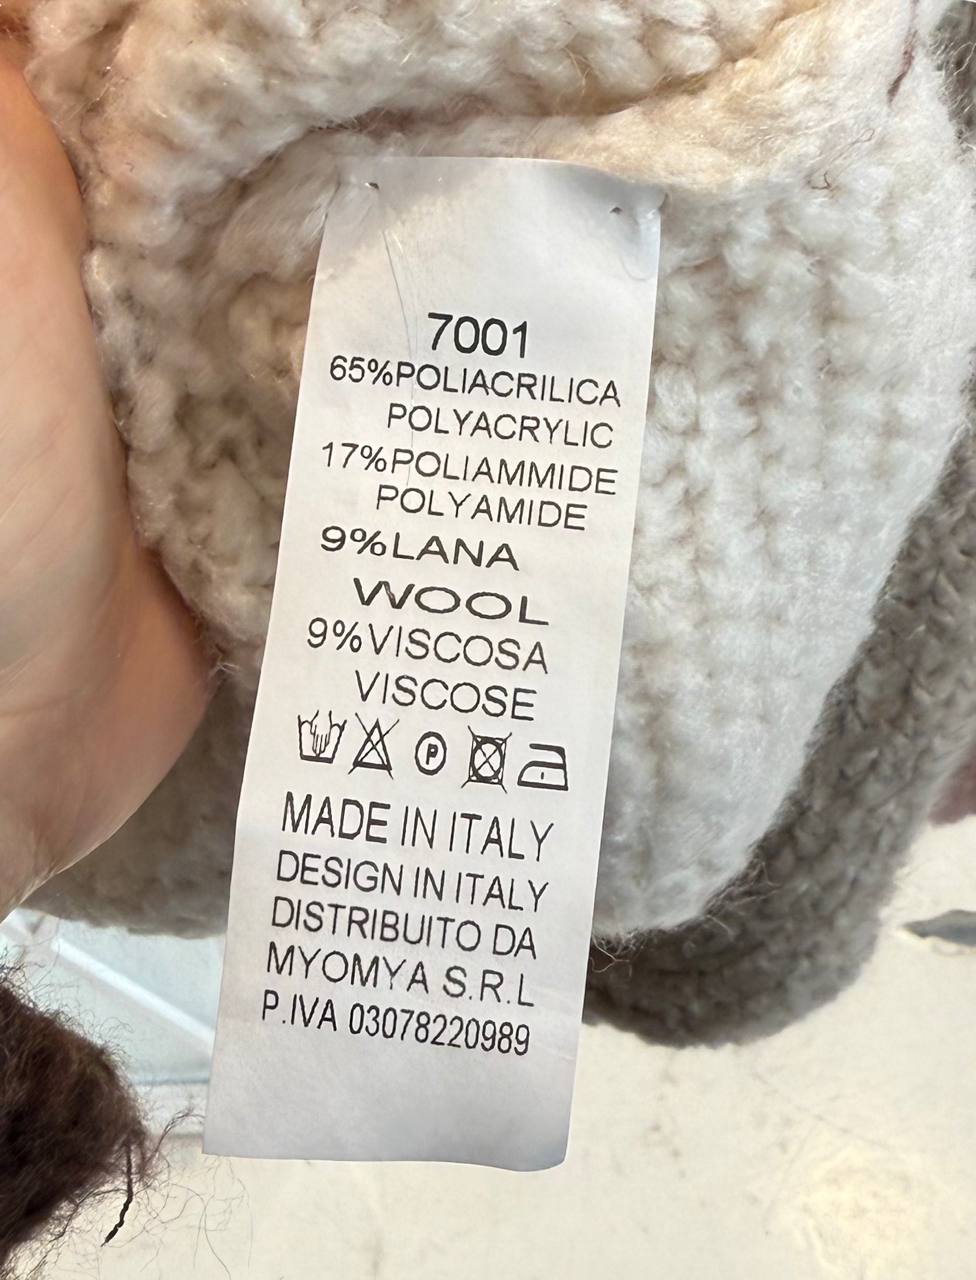 7001
65%POLIACRILICA
POLYACRYLIC
17%POLIAMMIDE
POLYAMIDE
9%LANA
WOOL
9%VISCOSA
VISCOSE
P
MADE IN ITALY
DESIGN IN ITALY
DISTRIBUITO DA
MYOMYA S.R.L
P.IVA 03078220989